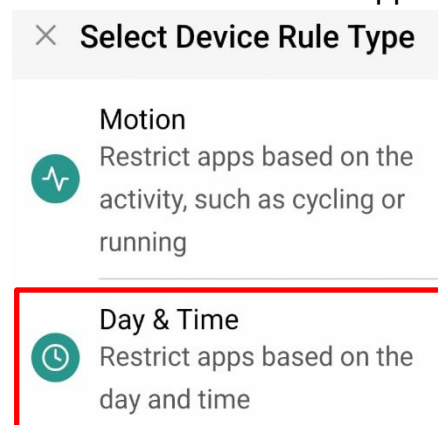 Select Device Rule Type
Motion
Restrict apps based on the
activity, such as cycling or
running
Day & Time
Restrict apps based on the
day and time